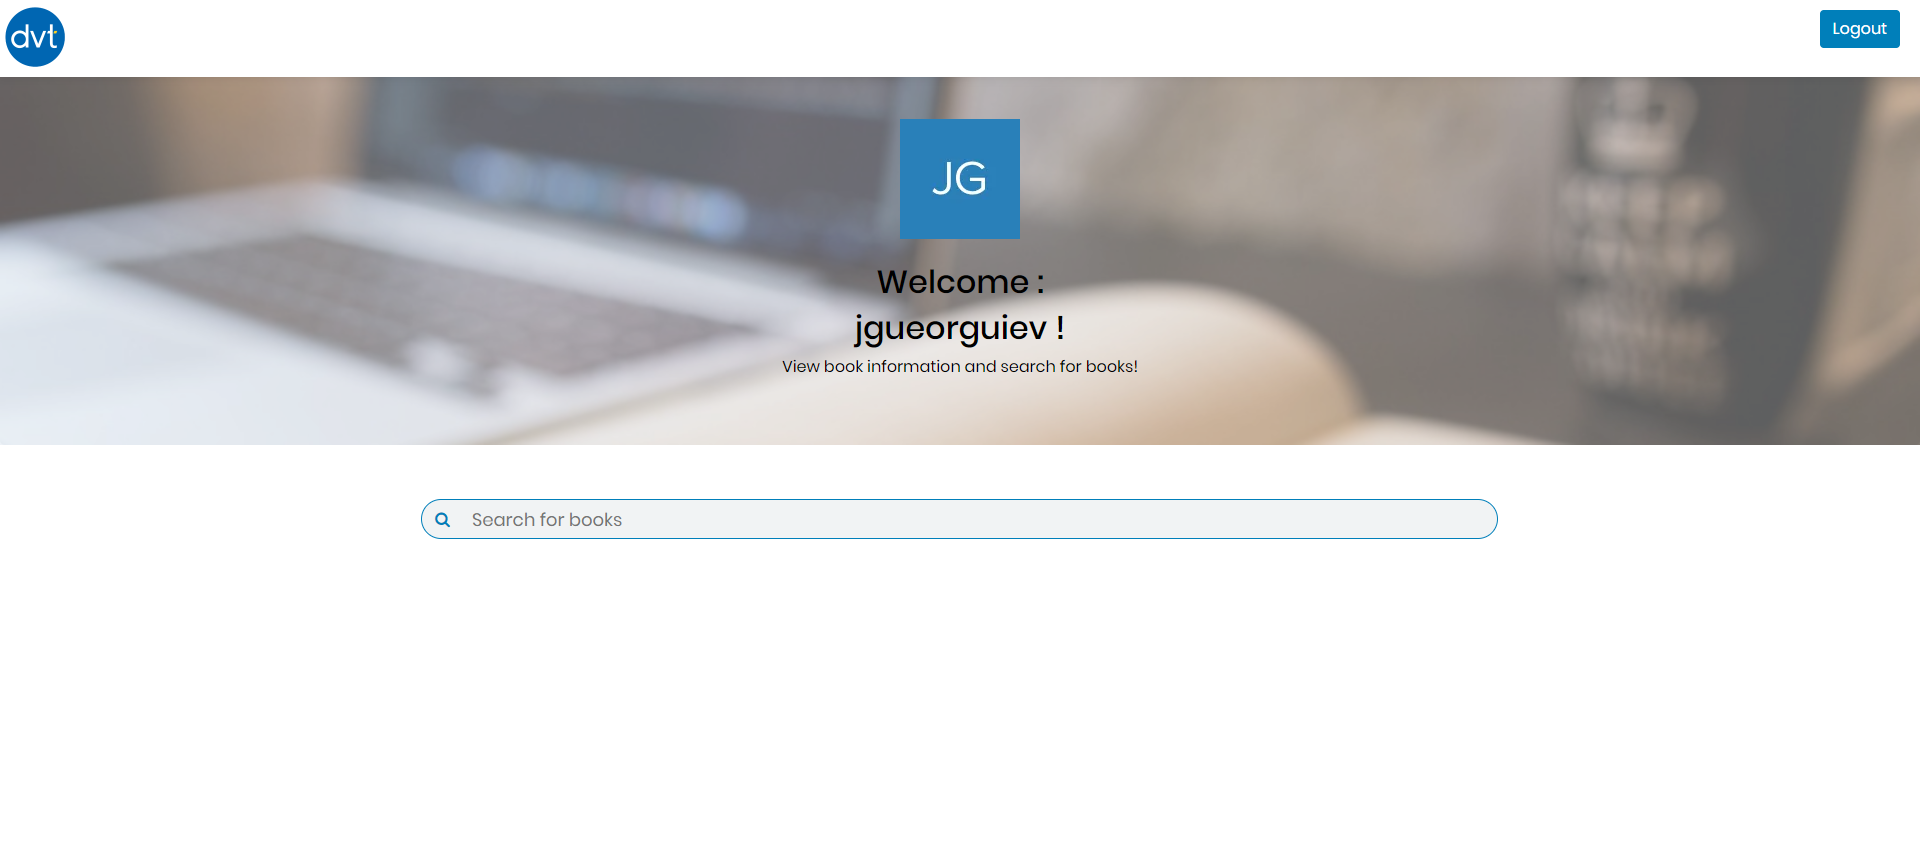 dvt
Logout
JG
Welcome :
jgueorguiev !
View book information and search for books!
Search for books